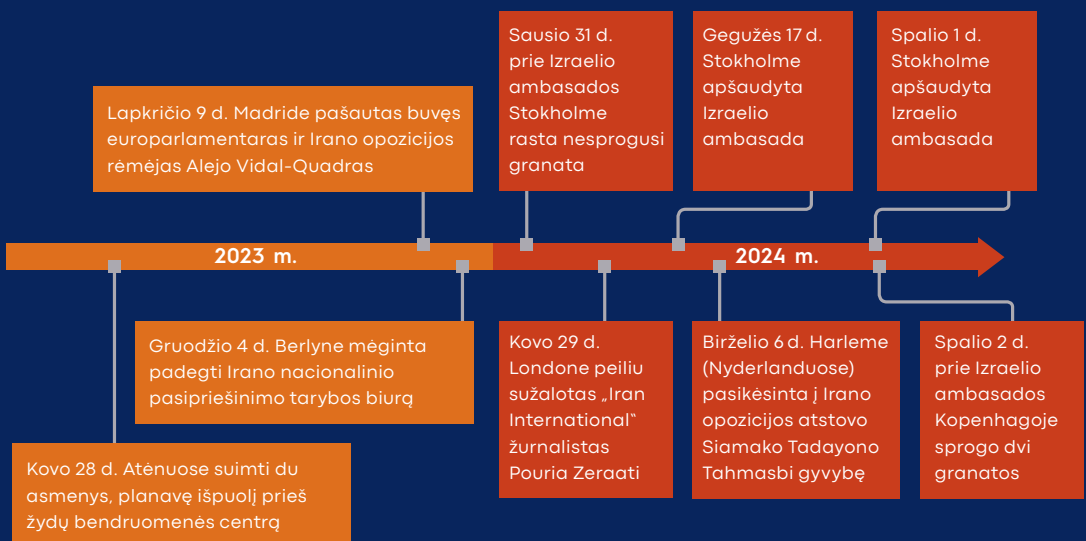 Sausio 31 d.
prie Izraelio
ambasados
Stokholme
rasta nesprogusi
granata
Gegužės 17 d.
Stokholme
apšaudyta
Izraelio
ambasada
Spalio 1 d.
Stokholme
apšaudyta
Izraelio
ambasada
Lapkričio 9 d. Madride pašautas buvęs
europarlamentaras ir Irano opozicijos
rėmėjas Alejo Vidal-Quadras
2023 m.
2024 m.
Gruodžio 4 d. Berlyne mėginta
padegti Irano nacionalinio
pasipriešinimo tarybos biurą
Kovo 28 d. Atėnuose suimti du
asmenys, planavę išpuolį prieš
žydų bendruomenės centrą
Kovo 29 d.
Londone peiliu
sužalotas „Iran
International“
žurnalistas
Pouria Zeraati
Birželio 6 d. Harleme
(Nyderlanduose)
pasikėsinta į Irano
opozicijos atstovo
Siamako Tadayono
Tahmasbi gyvybę
Spalio 2 d.
prie Izraelio
ambasados
Kopenhagoje
sprogo dvi
granatos